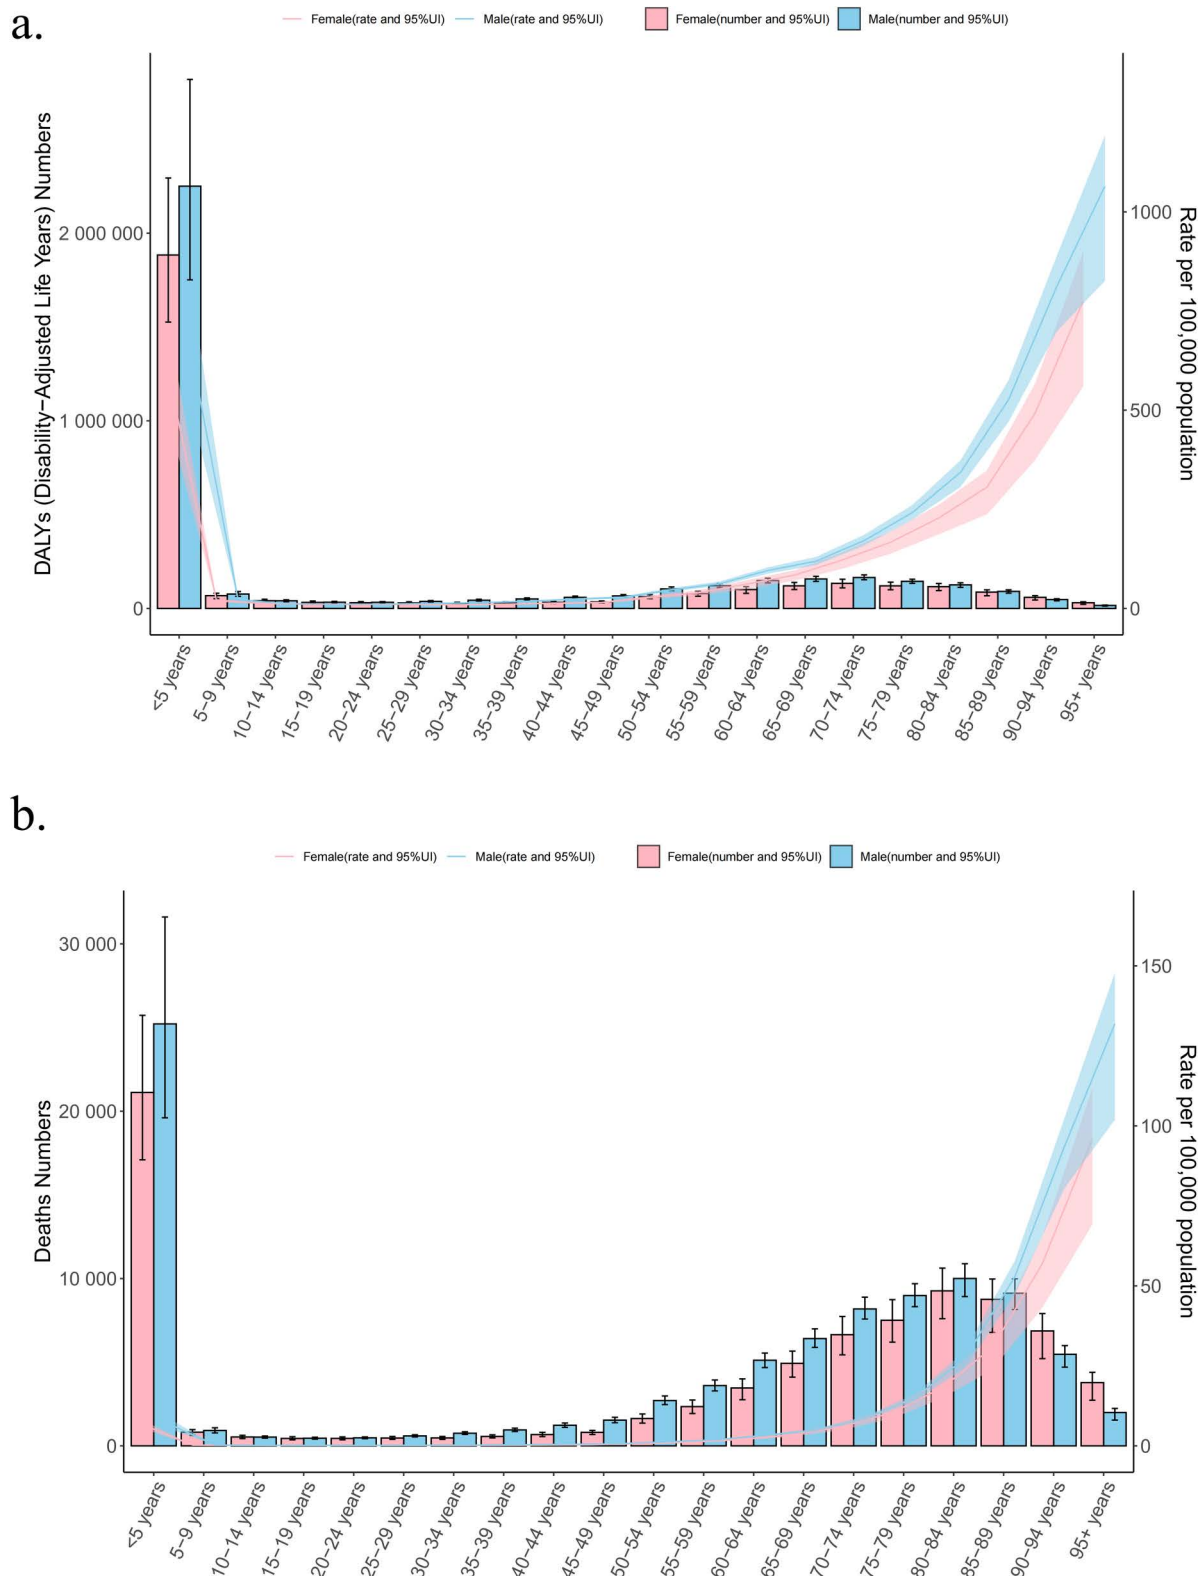 a.
Female(rate and 95%UI) Male(rate and 95%UI) Female(number and 95%UI) Male(number and 95%UI)
DALYs (Disability−Adjusted Life Years) Numbers
2 000 000
1 000 000
0
1000
500
0
Rate per 100,000 population
<5 years
5−9 years
10−14 years
15−19 years
20−24 years
25−29 years
30−34 years
35−39 years
40−44 years
45−49 years
50−54 years
55−59 years
60−64 years
65−69 years
70−74 years
75−79 years
80−84 years
85−89 years
90−94 years
95+ years
b.
Female(rate and 95%UI) Male(rate and 95%UI) Female(number and 95%UI) Male(number and 95%UI)
Deaths Numbers
30 000
20 000
10 000
0
150
100
50
0
Rate per 100,000 population
<5 years
5−9 years
10−14 years
15−19 years
20−24 years
25−29 years
30−34 years
35−39 years
40−44 years
45−49 years
50−54 years
55−59 years
60−64 years
65−69 years
70−74 years
75−79 years
80−84 years
85−89 years
90−94 years
95+ years